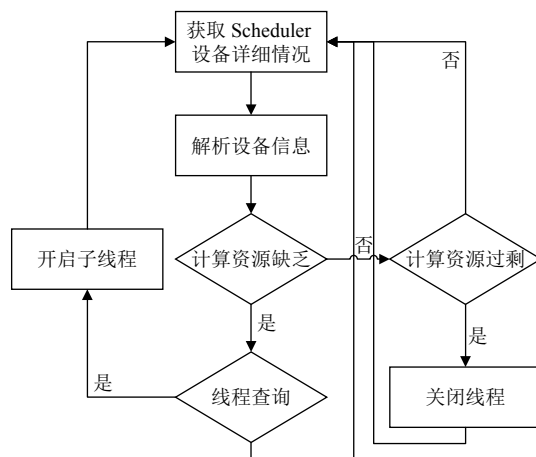 获取 Scheduler
设备详细情况
否
解析设备信息
开启子线程
计算资源缺乏
否
计算资源过剩
是
是
是
线程查询
关闭线程